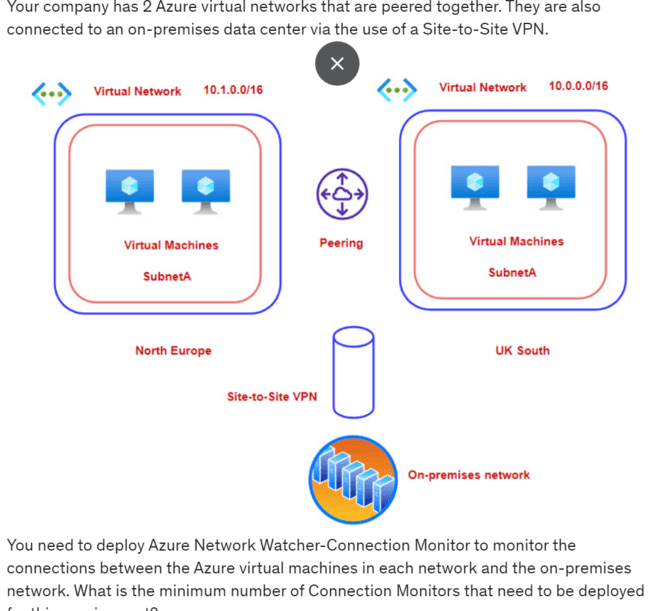 Your company has 2 Azure virtual networks that are peered together. They are also
connected to an on-premises data center via the use of a Site-to-Site VPN.
Virtual Network 10.1.0.0/16
Virtual Network 10.0.0.0/16
Virtual Machines
SubnetA
Peering
Virtual Machines
SubnetA
North Europe
UK South
Site-to-Site VPN
On-premises network
You need to deploy Azure Network Watcher-Connection Monitor to monitor the
connections between the Azure virtual machines in each network and the on-premises
network. What is the minimum number of Connection Monitors that need to be deployed